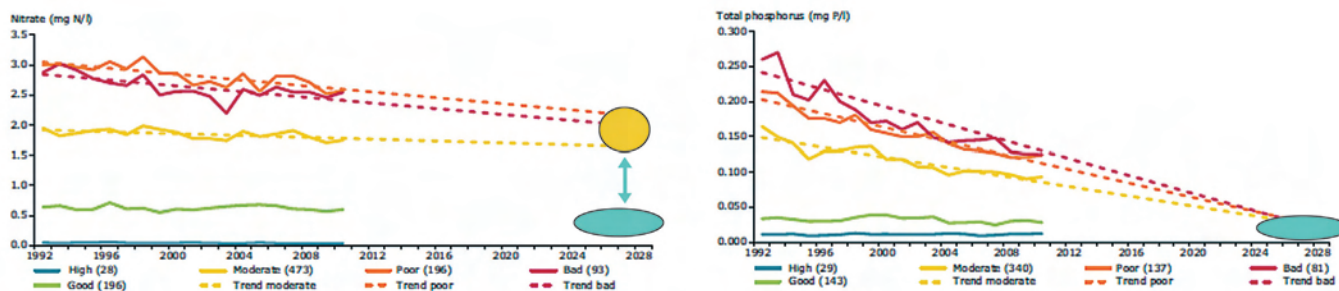 Nitrate (mg N/l)
3.5
3.0
2.5
2.0
1.5
1.0
0.5
0.0
1992 1996 2000 2004 2008 2012 2016 2020 2024 2028
High (28) Moderate (473) Poor (196) Bad (93)
Good (196) Trend moderate Trend poor Trend bad
Total phosphorus (mg P/l)
0.300
0.250
0.200
0.150
0.100
0.050
0.000
1992 1996 2000 2004 2008 2012 2016 2020 2024 2028
High (29) Moderate (340) Poor (137) Bad (81)
Good (143) Trend moderate Trend poor Trend bad